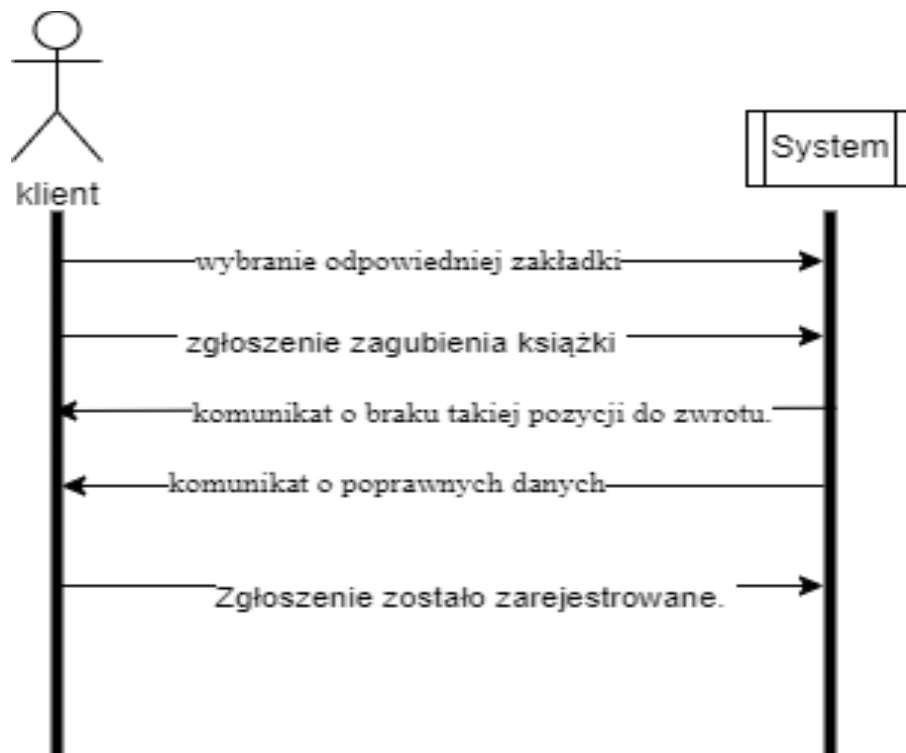 System
klient
wybranie odpowiedniej zakładki
zgłoszenie zagubienia książki
komunikat o braku takiej pozycji do zwrotu.
komunikat o poprawnych danych
Zgłoszenie zostało zarejestrowane.